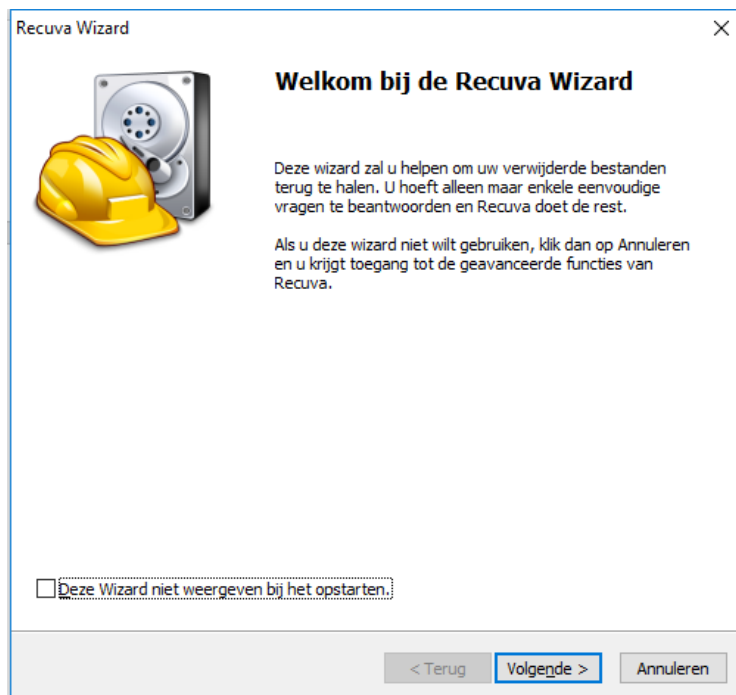 Recuva Wizard
Welkom bij de Recuva Wizard
Deze wizard zal u helpen om uw verwijderde bestanden
terug te halen. U hoeft alleen maar enkele eenvoudige
vragen te beantwoorden en Recuva doet de rest.
Als u deze wizard niet wilt gebruiken, klik dan op Annuleren
en u krijgt toegang tot de geavanceerde functies van
Recuva.
Deze Wizard niet weergeven bij het opstarten.
< Terug Volgende > Annuleren